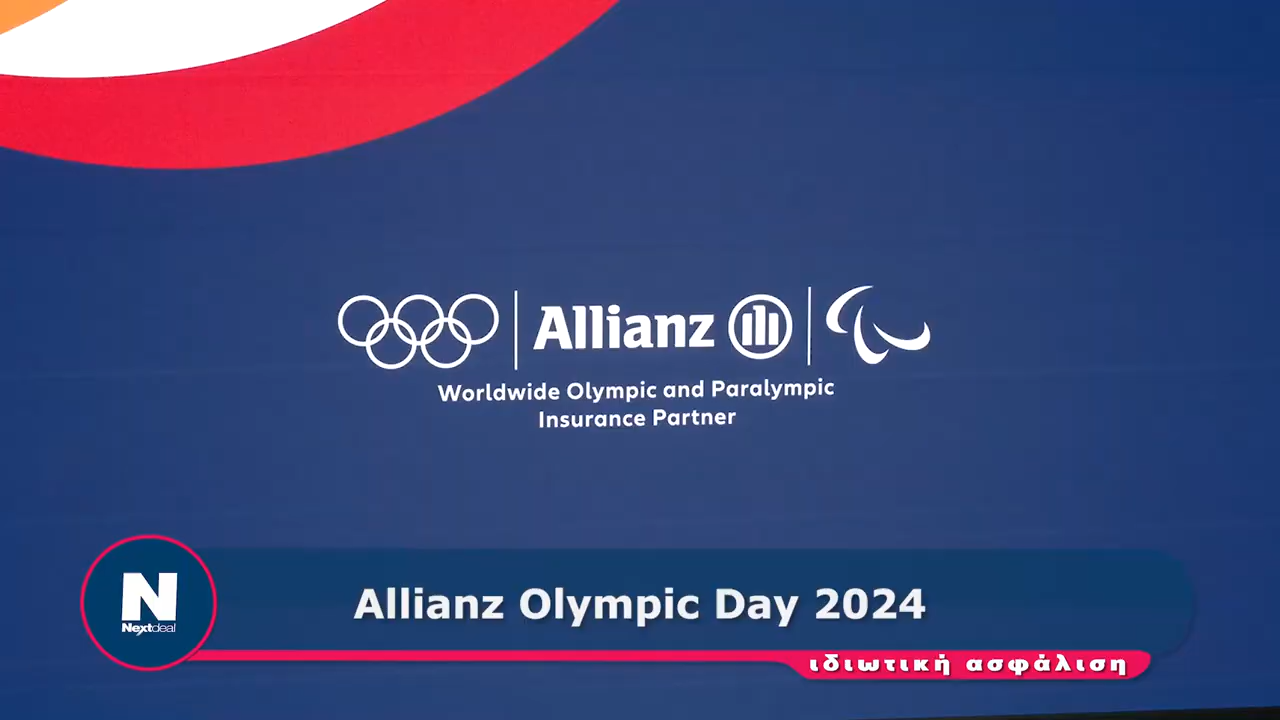 Allianz
Worldwide Olympic and Paralympic
Insurance Partner
Allianz Olympic Day 2024
N
Nextdeal
ιδιωτική ασφάλιση